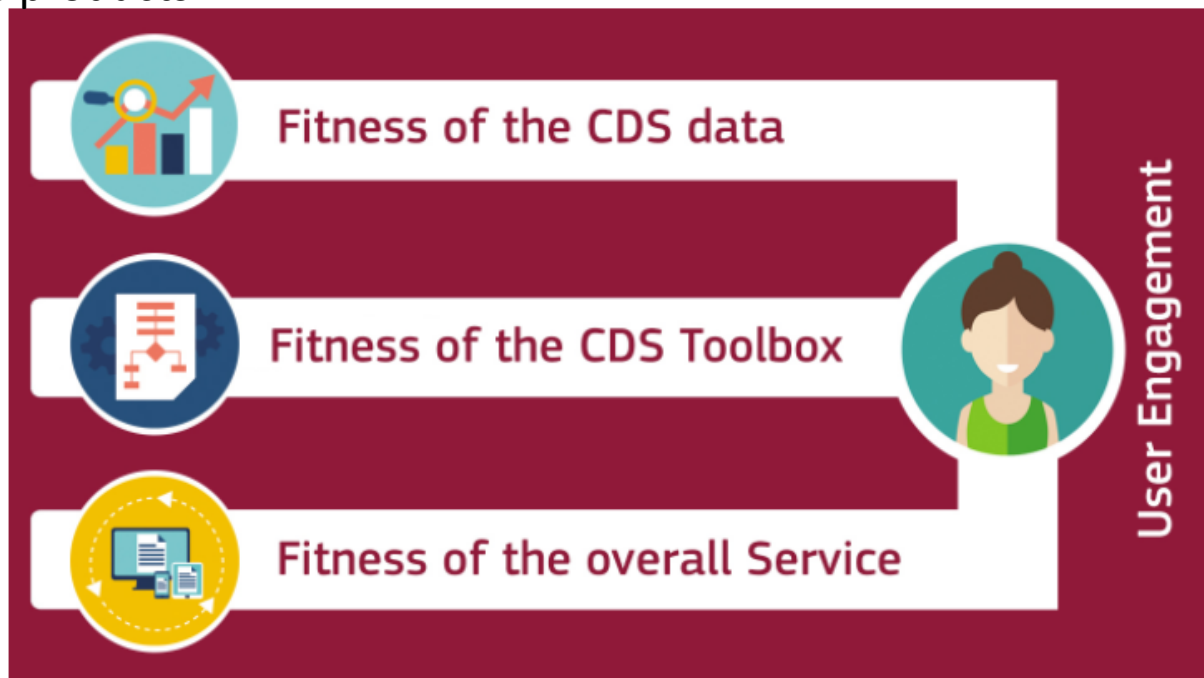 Fitness of the CDS data
Fitness of the CDS Toolbox
Fitness of the overall Service
User Engagement